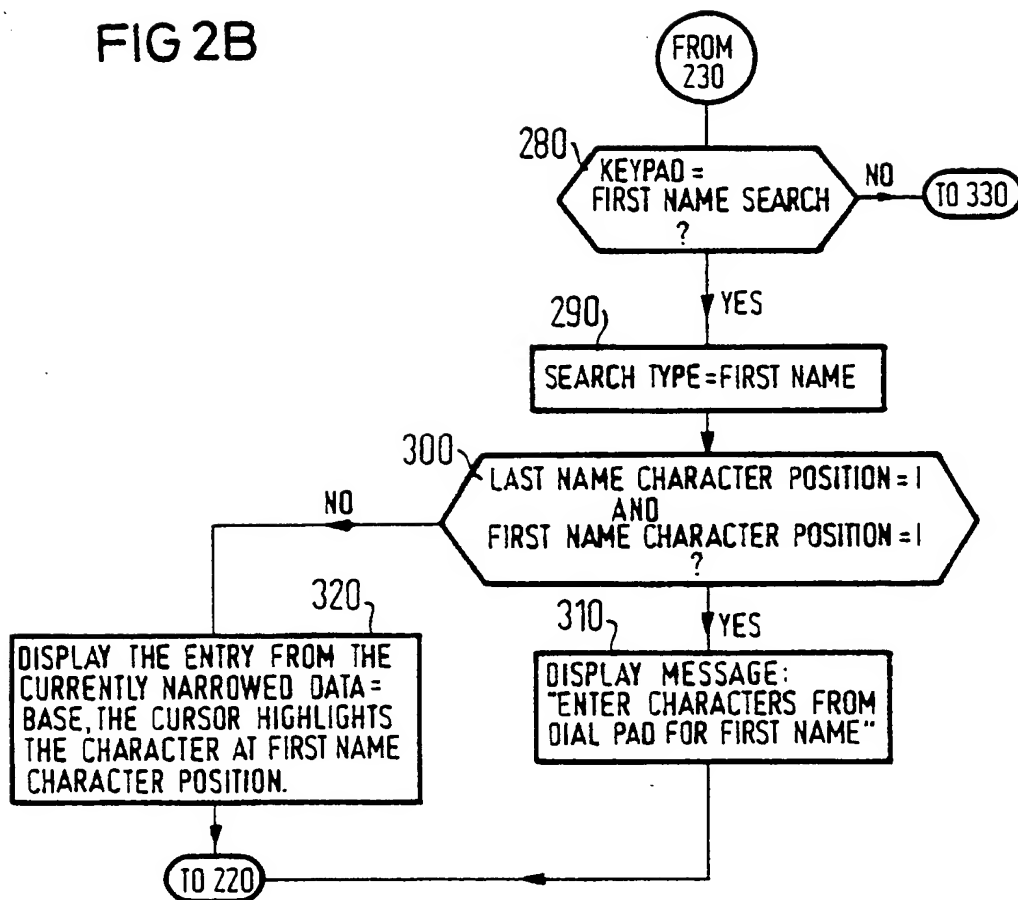 FIG 2B
FROM
230
280
KEYPAD =
FIRST NAME SEARCH
?
NO
TO 330
YES
290
SEARCH TYPE=FIRST NAME
300
LAST NAME CHARACTER POSITION=1
AND
FIRST NAME CHARACTER POSITION=1
?
NO
YES
320
DISPLAY THE ENTRY FROM THE
CURRENTLY NARROWED DATA=
BASE, THE CURSOR HIGHLIGHTS
THE CHARACTER AT FIRST NAME
CHARACTER POSITION.
310
DISPLAY MESSAGE:
"ENTER CHARACTERS FROM
DIAL PAD FOR FIRST NAME"
TO 220